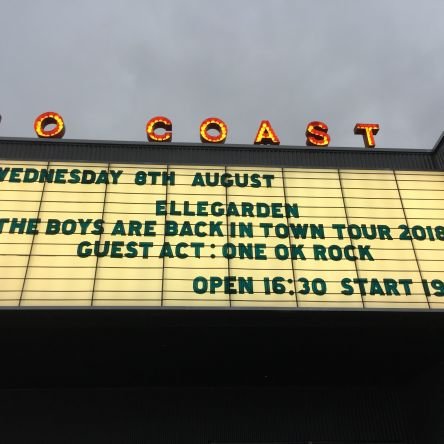 O COAST
WEDNESDAY 8TH AUGUST
ELLEGARDEN
THE BOYS ARE BACK IN TOWN TOUR 2018
GUEST ACT : ONE OK ROCK
OPEN 16:30 START 19